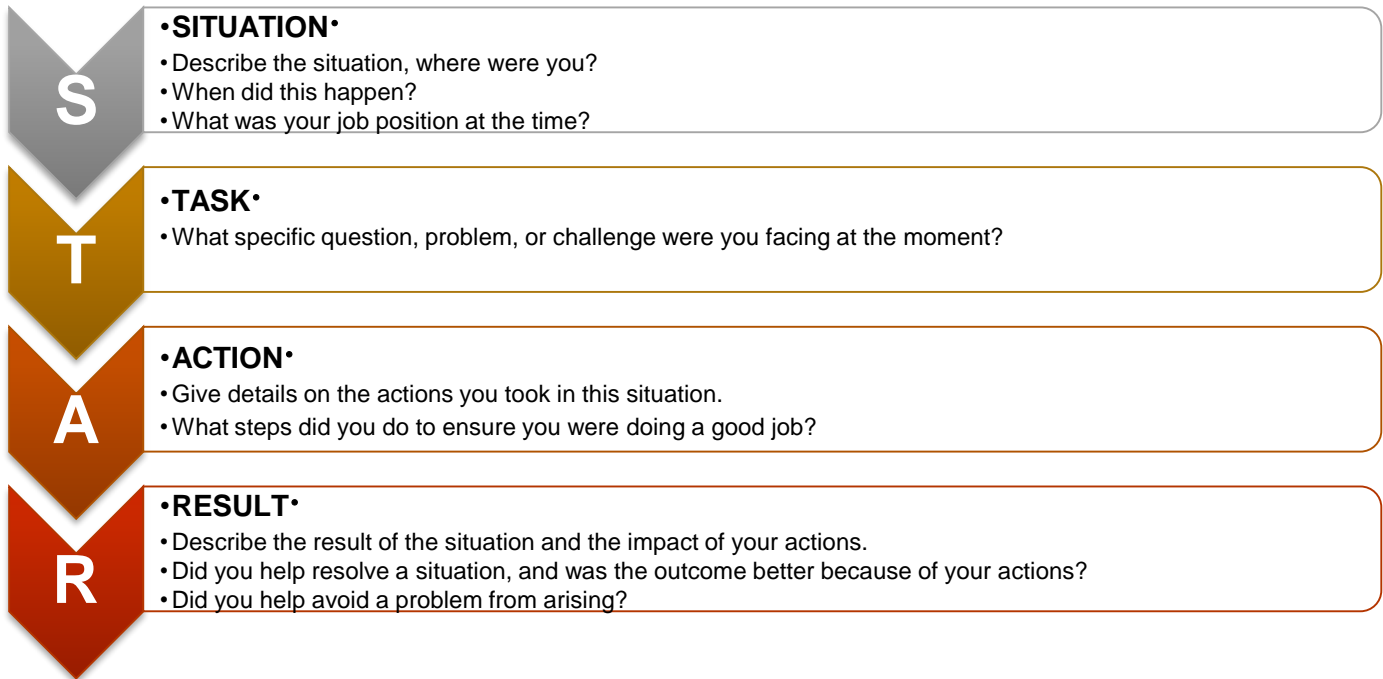 S
•SITUATION•
•Describe the situation, where were you?
•When did this happen?
•What was your job position at the time?
T
•TASK•
•What specific question, problem, or challenge were you facing at the moment?
A
•ACTION•
•Give details on the actions you took in this situation.
•What steps did you do to ensure you were doing a good job?
R
•RESULT•
•Describe the result of the situation and the impact of your actions.
•Did you help resolve a situation, and was the outcome better because of your actions?
•Did you help avoid a problem from arising?